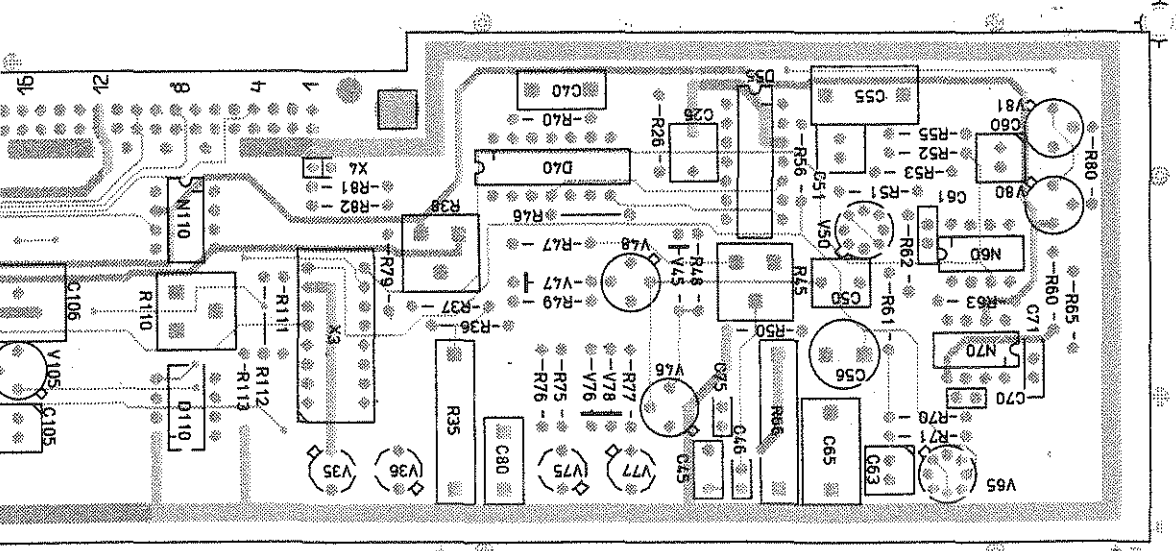 16
12
8
4
1
C40
-R40-
D40
X4
-R81-
-R82-
R38
-R46
-R47-
V48
V47
-R49-
-R37-
-R36-
-R79-
N110
C106
R110
-R111-
X3
V105
C105
D110
-R113
R112-
V35
V36
R35
C80
-R76-
-R75-
-V76-
-V78-
-R77-
V75
V77
V46
-V45-
-R48-
R45
-R50-
-R26-
C26
D55
-R56-
C51
C55
-R55-
-R52-
-R53-
-R51-
C60
CV81
-R80-
V80
C61
V50
-R62-
N60
C50
-R61-
-R63-
-R60-
-R65-
C71
N70
C56
C70
C75
C46
C45
R66
C65
-R70
-R71-
C63
V65